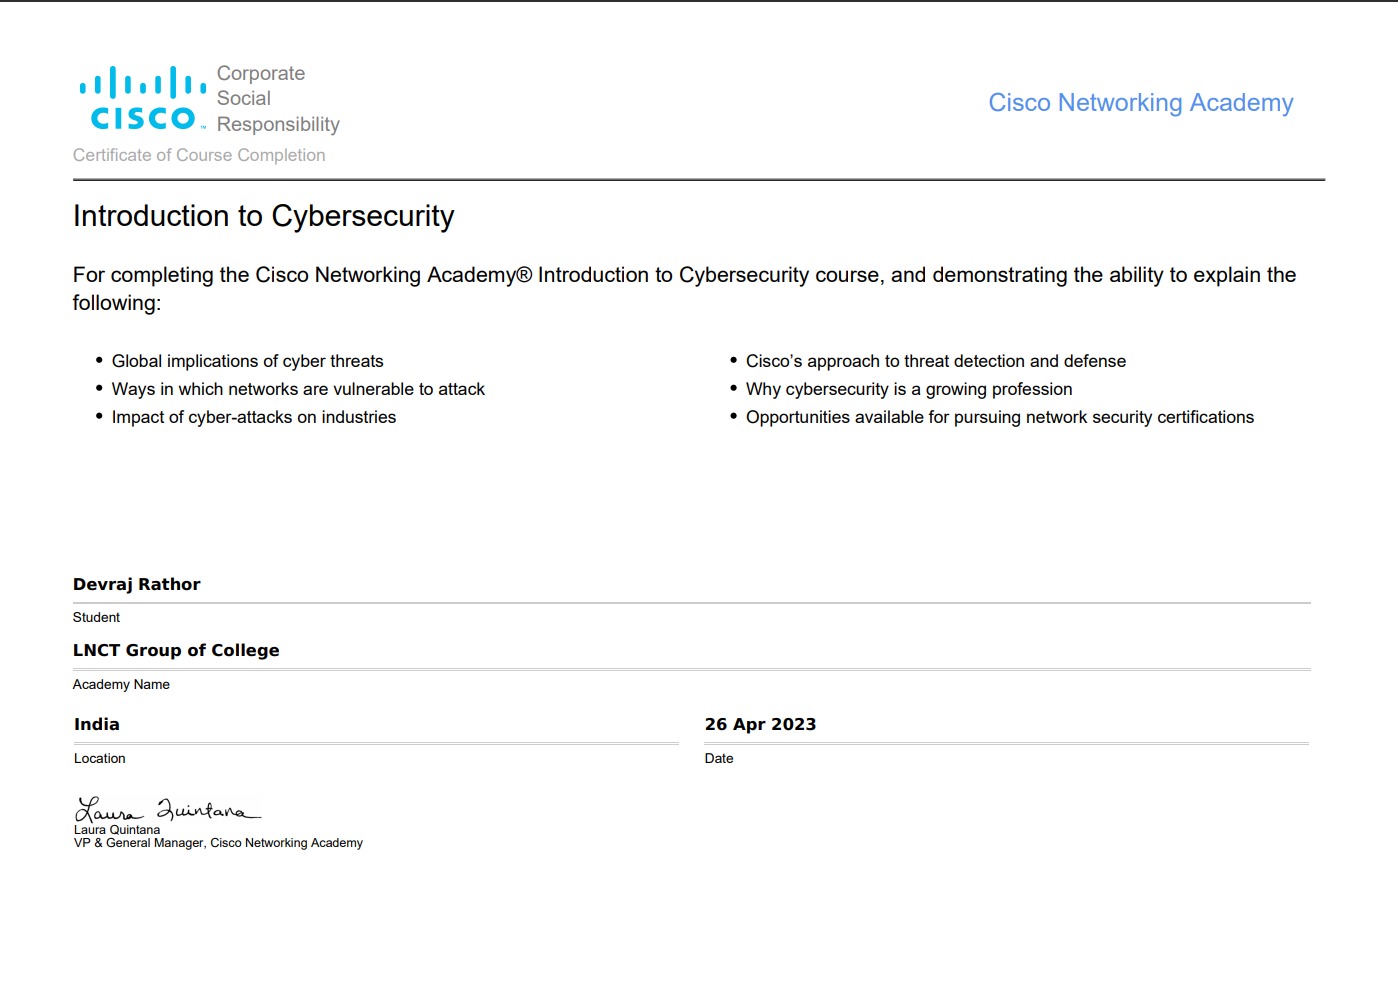 Corporate
Social
Responsibility
CISCO™
Cisco Networking Academy
Certificate of Course Completion
Introduction to Cybersecurity
For completing the Cisco Networking Academy® Introduction to Cybersecurity course, and demonstrating the ability to explain the
following:
• Global implications of cyber threats
• Ways in which networks are vulnerable to attack
• Impact of cyber-attacks on industries
• Cisco’s approach to threat detection and defense
• Why cybersecurity is a growing profession
• Opportunities available for pursuing network security certifications
Devraj Rathor
Student
LNCT Group of College
Academy Name
India
Location
26 Apr 2023
Date
Laura Quintana
Laura Quintana
VP & General Manager, Cisco Networking Academy